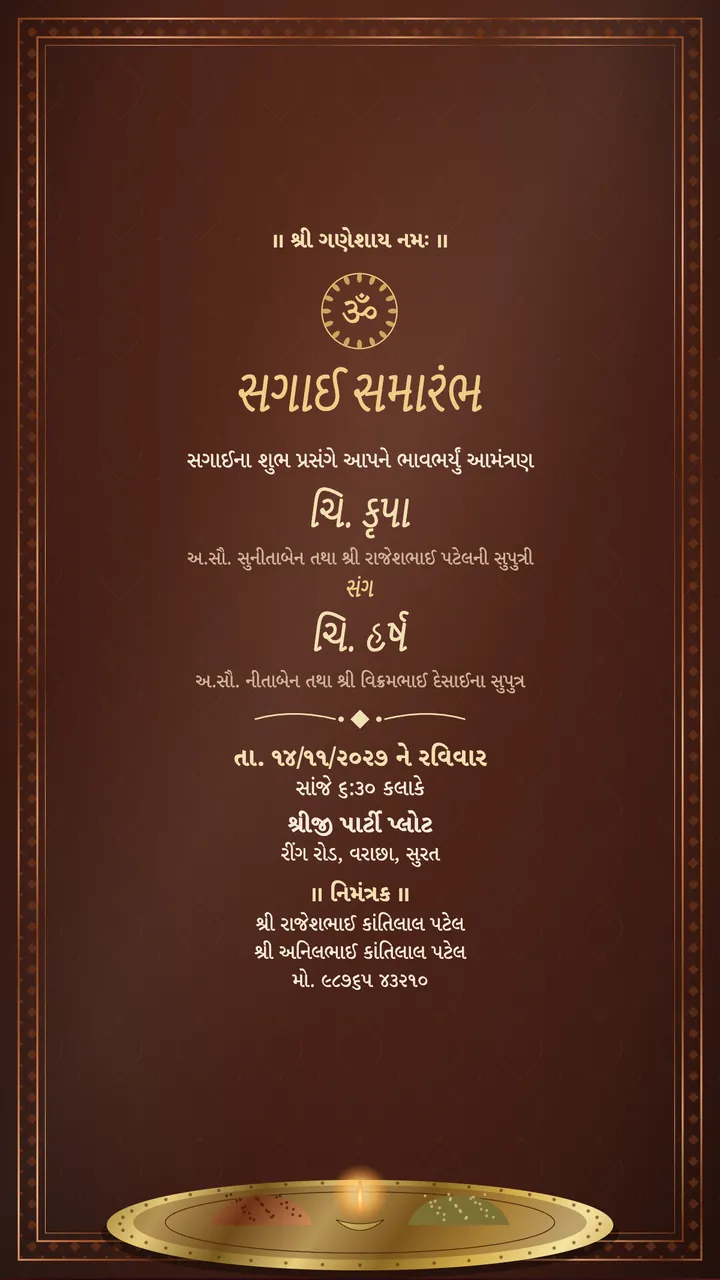 ॥ શ્રી ગણેશાય નમઃ ॥
ૐ
સગાઈ સમારંભ
સગાઈના શુભ પ્રસંગે આપને ભાવભર્યું આમંત્રણ
ચિ. કૃપા
અ.સૌ. સુનીતાબેન તથા શ્રી રાજેશભાઈ પટેલની સુપુત્રી
સંગ
ચિ. હર્ષ
અ.સૌ. નીતાબેન તથા શ્રી વિક્રમભાઈ દેસાઈના સુપુત્ર
તા. ૧૪/૧૧/૨૦૨૭ ને રવિવાર
સાંજે ૬:૩૦ કલાકે
શ્રીજી પાર્ટી પ્લોટ
રીંગ રોડ, વરાછા, સુરત
॥ નિમંત્રક ॥
શ્રી રાજેશભાઈ કાંતિલાલ પટેલ
શ્રી અનિલભાઈ કાંતિલાલ પટેલ
મો. ૯૮૭૬૫ ૪૩૨૧૦